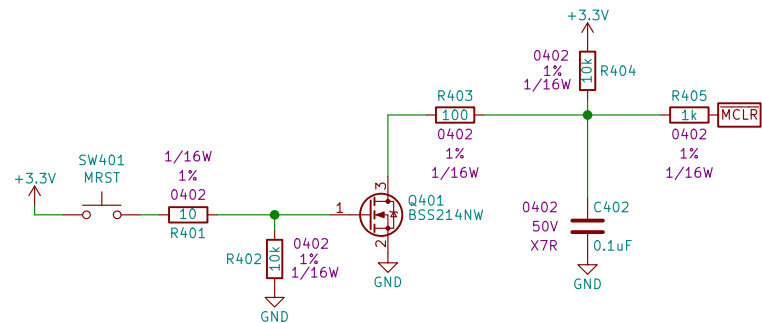 +3.3V
SW401
MRST
1/16W
1%
0402
10
R401
R402
10k
0402
1%
1/16W
GND
1
3
2
Q401
BSS214NW
GND
R403
100
0402
1%
1/16W
+3.3V
0402
1%
1/16W
10k
R404
R405
1k
0402
1%
1/16W
MCLR
0402
50V
X7R
C402
0.1uF
GND